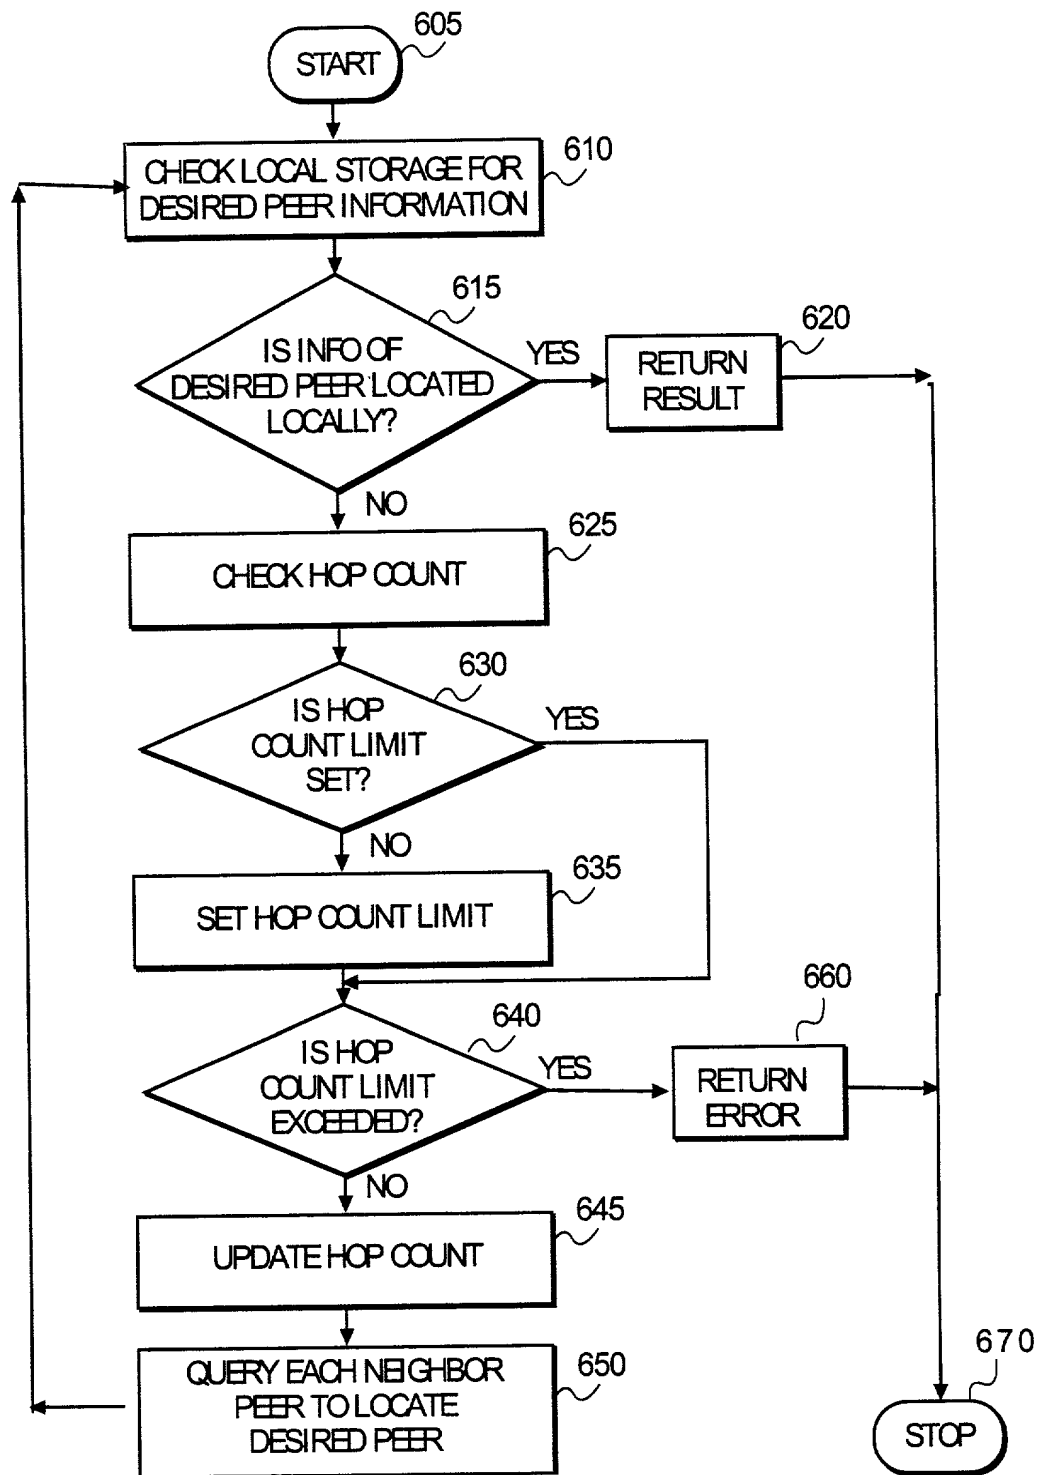 605
START
610
CHECK LOCAL STORAGE FOR
DESIRED PEER INFORMATION
615
IS INFO OF
DESIRED PEER LOCATED
LOCALLY?
YES
620
RETURN
RESULT
NO
625
CHECK HOP COUNT
630
IS HOP
COUNT LIMIT
SET?
YES
NO
635
SET HOP COUNT LIMIT
640
IS HOP
COUNT LIMIT
EXCEEDED?
YES
660
RETURN
ERROR
NO
645
UPDATE HOP COUNT
650
QUERY EACH NEIGHBOR
PEER TO LOCATE
DESIRED PEER
670
STOP